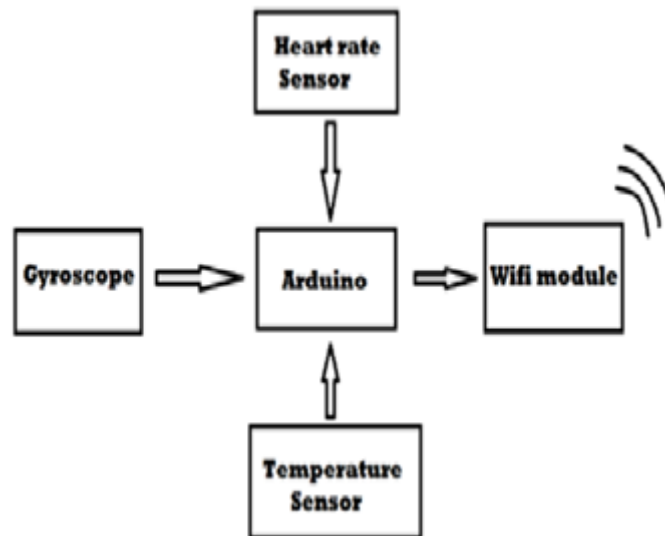 Heart rate
Sensor
Gyroscope
Arduino
Wifi module
Temperature
Sensor